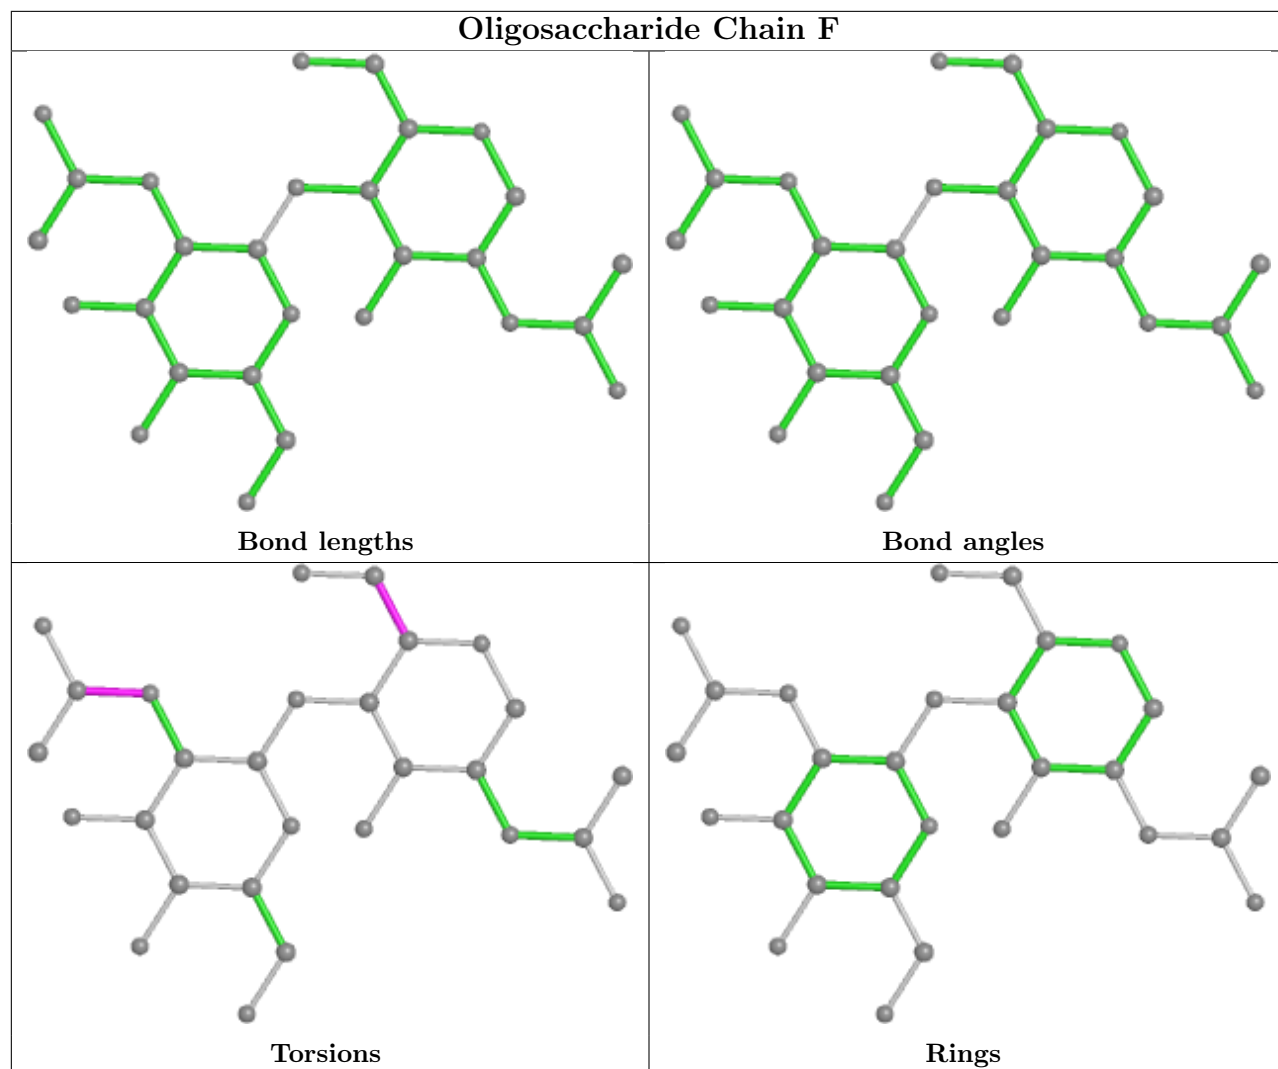 Oligosaccharide Chain F
Bond lengths
Bond angles
Torsions
Rings